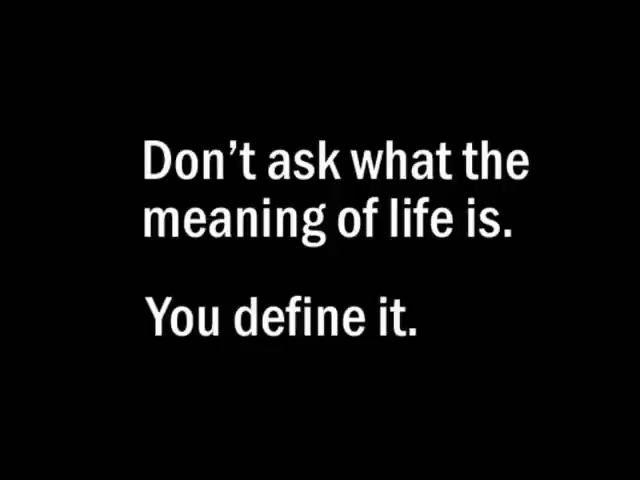 Don’t ask what the
meaning of life is.
You define it.